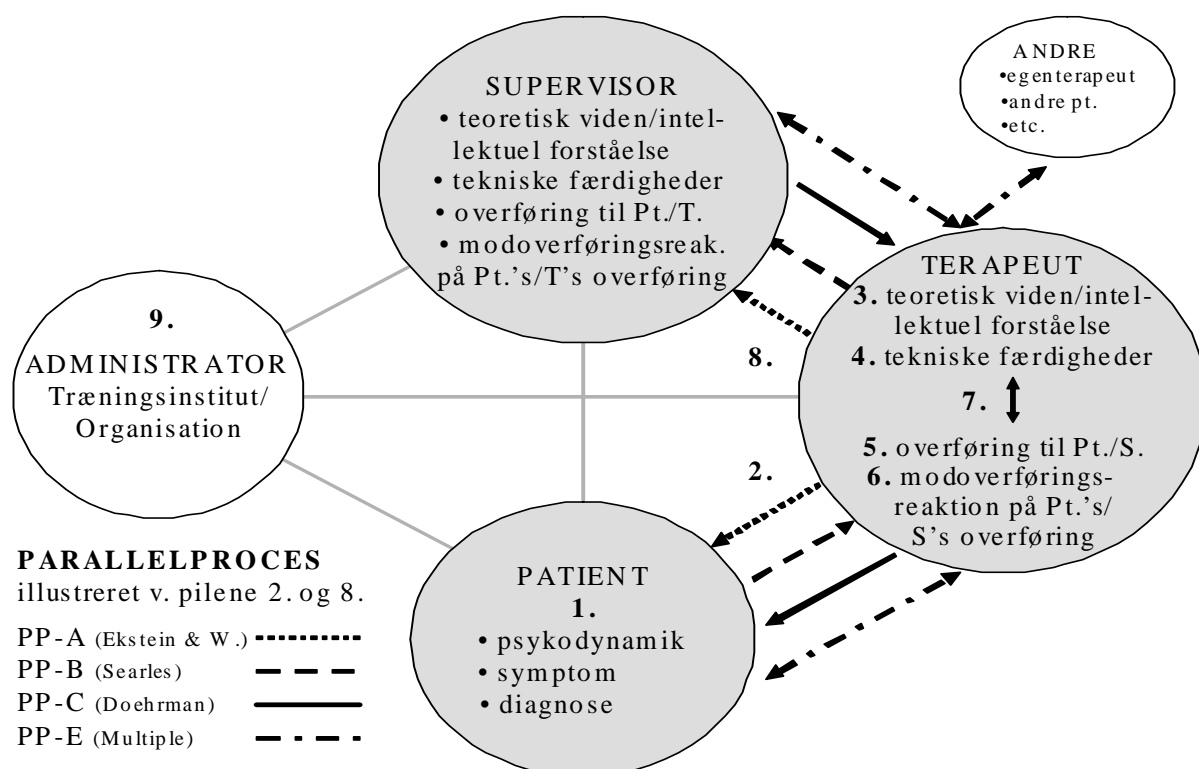 SUPERVISOR
• teoretisk viden/intel-
lektuel forståelse
• tekniske færdigheder
• overføring til Pt./T.
• modoverføringsreak.
på Pt.'s/T's overføring
ANDRE
•egenterapeut
•andre pt.
•etc.
TERAPEUT
3. teoretisk viden/intel-
lektuel forståelse
4. tekniske færdigheder
7.
5. overføring til Pt./S.
6. modoverførings-
reaktion på Pt.'s/
S's overføring
8.
2.
9.
ADMINISTRATOR
Træningsinstitut/
Organisation
PATIENT
1.
• psykodynamik
• symptom
• diagnose
PARALLELPROCES
illustreret v. pilene 2. og 8.
PP-A (Ekstein & W.)
PP-B (Searles)
PP-C (Doehrman)
PP-E (Multiple)